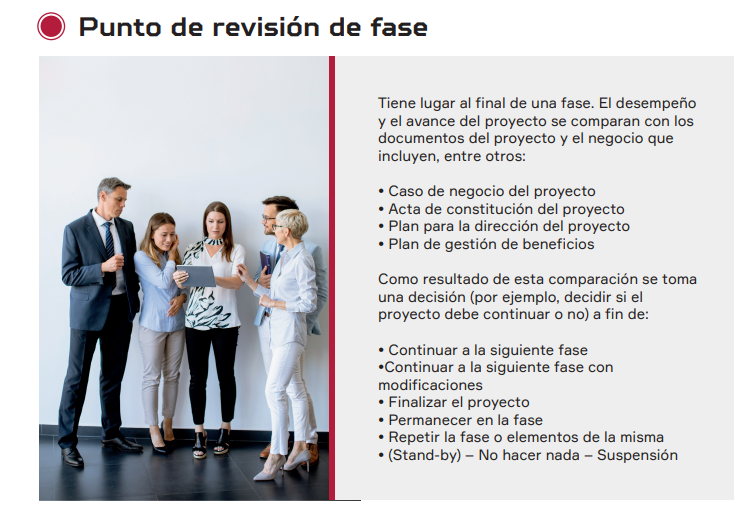 Punto de revisión de fase
Tiene lugar al final de una fase. El desempeño
y el avance del proyecto se comparan con los
documentos del proyecto y el negocio que
incluyen, entre otros:
• Caso de negocio del proyecto
• Acta de constitución del proyecto
• Plan para la dirección del proyecto
• Plan de gestión de beneficios
Como resultado de esta comparación se toma
una decisión (por ejemplo, decidir si el
proyecto debe continuar o no) a fin de:
• Continuar a la siguiente fase
•Continuar a la siguiente fase con
modificaciones
• Finalizar el proyecto
• Permanecer en la fase
• Repetir la fase o elementos de la misma
• (Stand-by) – No hacer nada – Suspensión